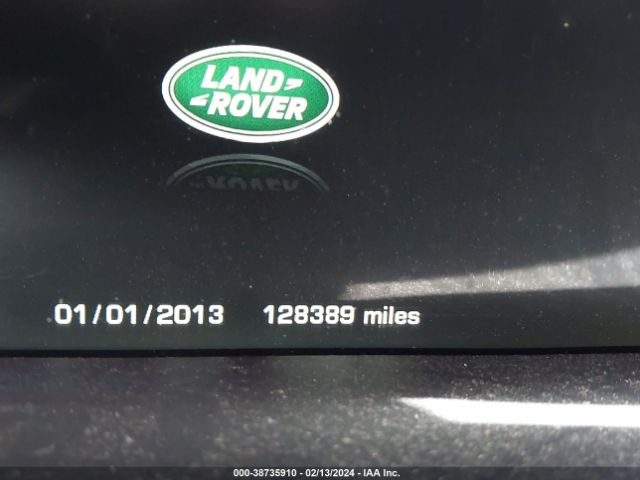 LAND
ROVER
01/01/2013 128389 miles
000-38735910 - 02/13/2024 - IAA Inc.